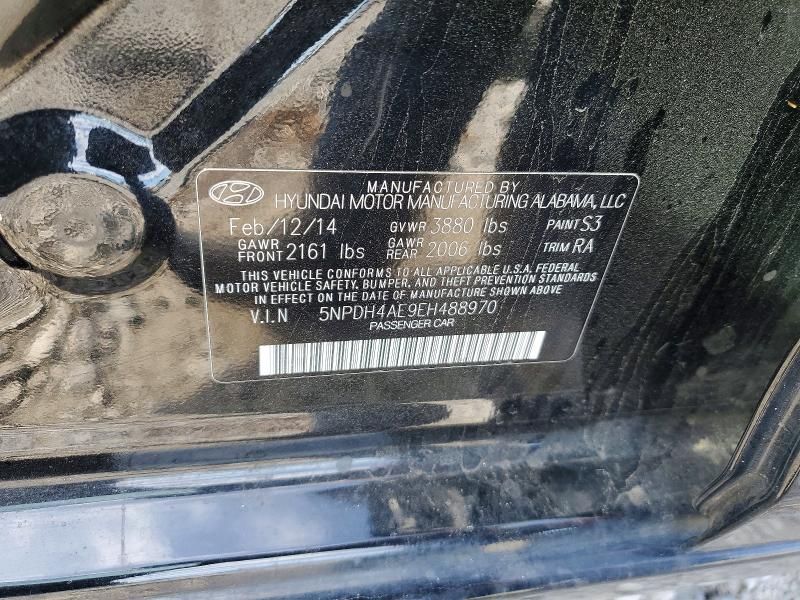 MANUFACTURED BY
HYUNDAI MOTOR MANUFACTURING ALABAMA, LLC
Feb/12/14 GVWR 3880 lbs PAINT S3
GAWR FRONT 2161 lbs GAWR REAR 2006 lbs TRIM RA
THIS VEHICLE CONFORMS TO ALL APPLICABLE U.S.A. FEDERAL
MOTOR VEHICLE SAFETY, BUMPER, AND THEFT PREVENTION STANDARDS
IN EFFECT ON THE DATE OF MANUFACTURE SHOWN ABOVE
V.I.N 5NPDH4AE9EH488970
PASSENGER CAR